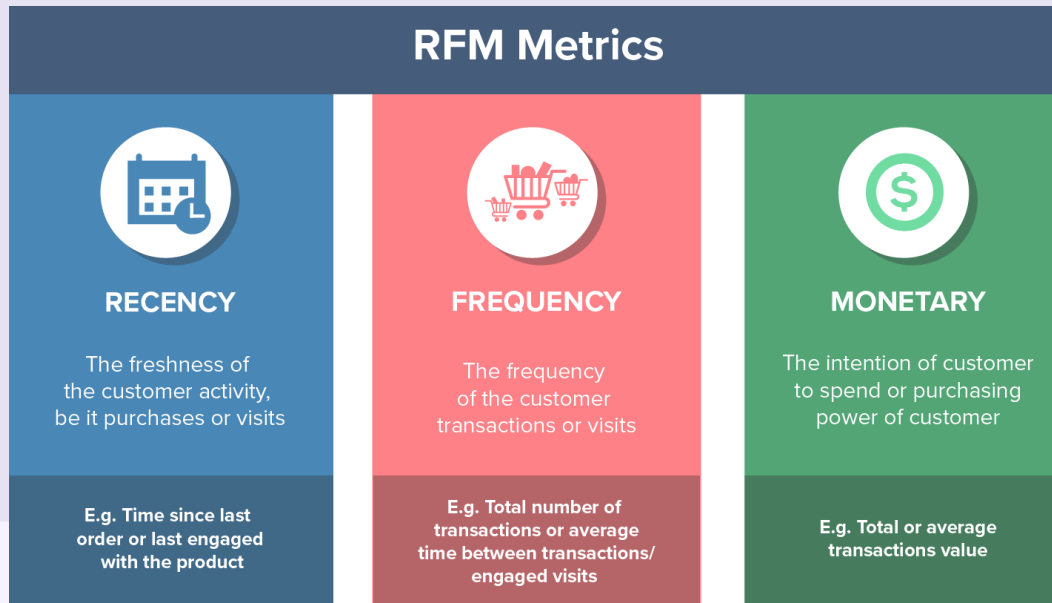 RFM Metrics
RECENCY
The freshness of
the customer activity,
be it purchases or visits
E.g. Time since last
order or last engaged
with the product
FREQUENCY
The frequency
of the customer
transactions or visits
E.g. Total number of
transactions or average
time between transactions/
engaged visits
MONETARY
The intention of customer
to spend or purchasing
power of customer
E.g. Total or average
transactions value